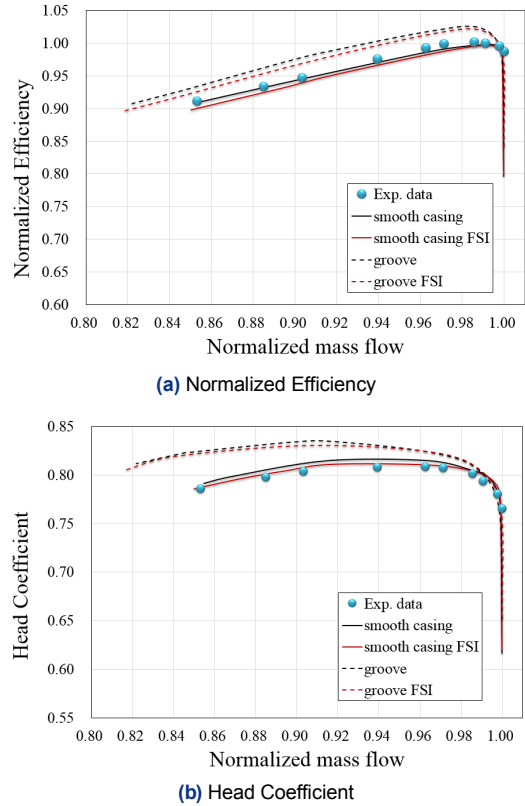 1.05
1.00
0.95
0.90
0.85
0.80
0.75
0.70
0.65
0.60
Normalized Efficiency
Exp. data
smooth casing
smooth casing FSI
groove
groove FSI
0.80 0.82 0.84 0.86 0.88 0.90 0.92 0.94 0.96 0.98 1.00
Normalized mass flow
(a) Normalized Efficiency
0.85
0.80
0.75
0.70
0.65
0.60
0.55
Head Coefficient
Exp. data
smooth casing
smooth casing FSI
groove
groove FSI
0.80 0.82 0.84 0.86 0.88 0.90 0.92 0.94 0.96 0.98 1.00
Normalized mass flow
(b) Head Coefficient